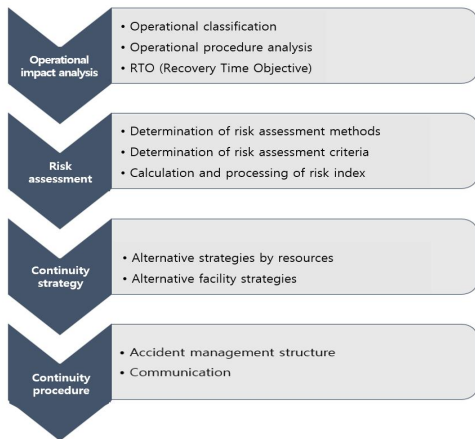 Operational
impact analysis
• Operational classification
• Operational procedure analysis
• RTO (Recovery Time Objective)
Risk
assessment
• Determination of risk assessment methods
• Determination of risk assessment criteria
• Calculation and processing of risk index
Continuity
strategy
• Alternative strategies by resources
• Alternative facility strategies
Continuity
procedure
• Accident management structure
• Communication